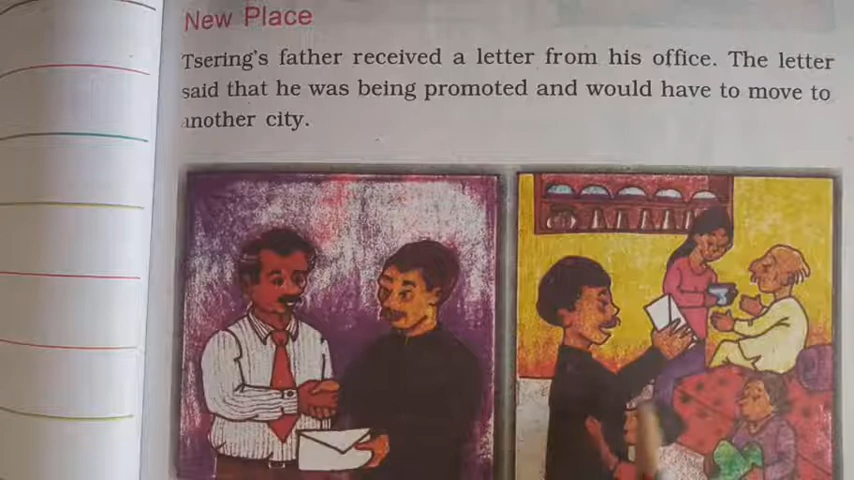 New Place
Tsering's father received a letter from his office. The letter
said that he was being promoted and would have to move to
another city.